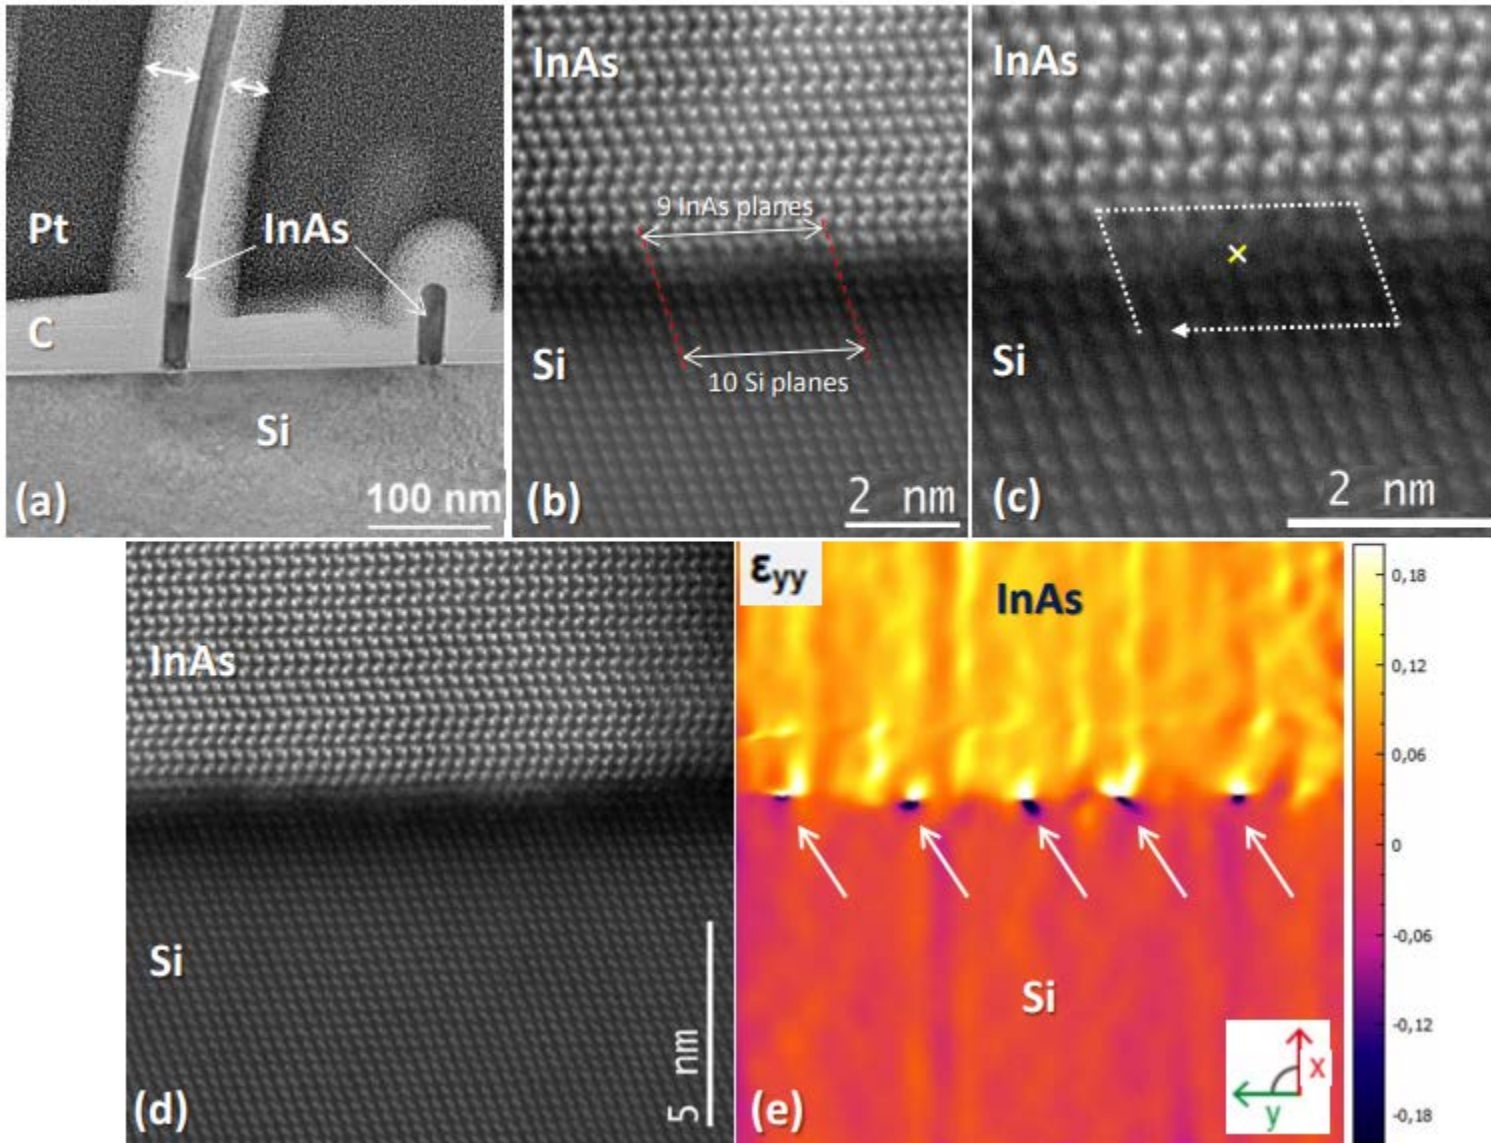 Pt
InAs
C
Si
(a)
100 nm
InAs
9 InAs planes
Si
10 Si planes
(b)
2 nm
InAs
Si
(c)
2 nm
InAs
Si
(d)
5 nm
εyy
InAs
Si
(e)
x
y
0,18
0,12
0,06
0
-0,06
-0,12
-0,18